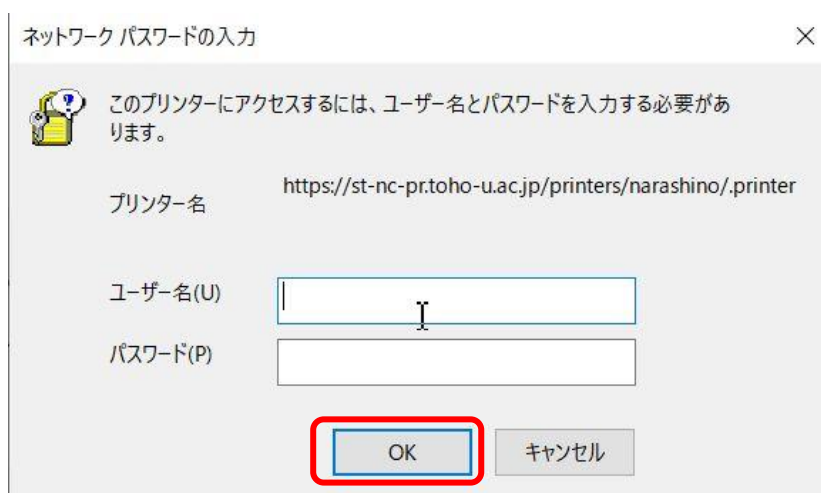 ネットワーク パスワードの入力
このプリンターにアクセスするには、ユーザー名とパスワードを入力する必要があ
ります。
プリンター名
https://st-nc-pr.toho-u.ac.jp/printers/narashino/.printer
ユーザー名(U)
パスワード(P)
OK
キャンセル